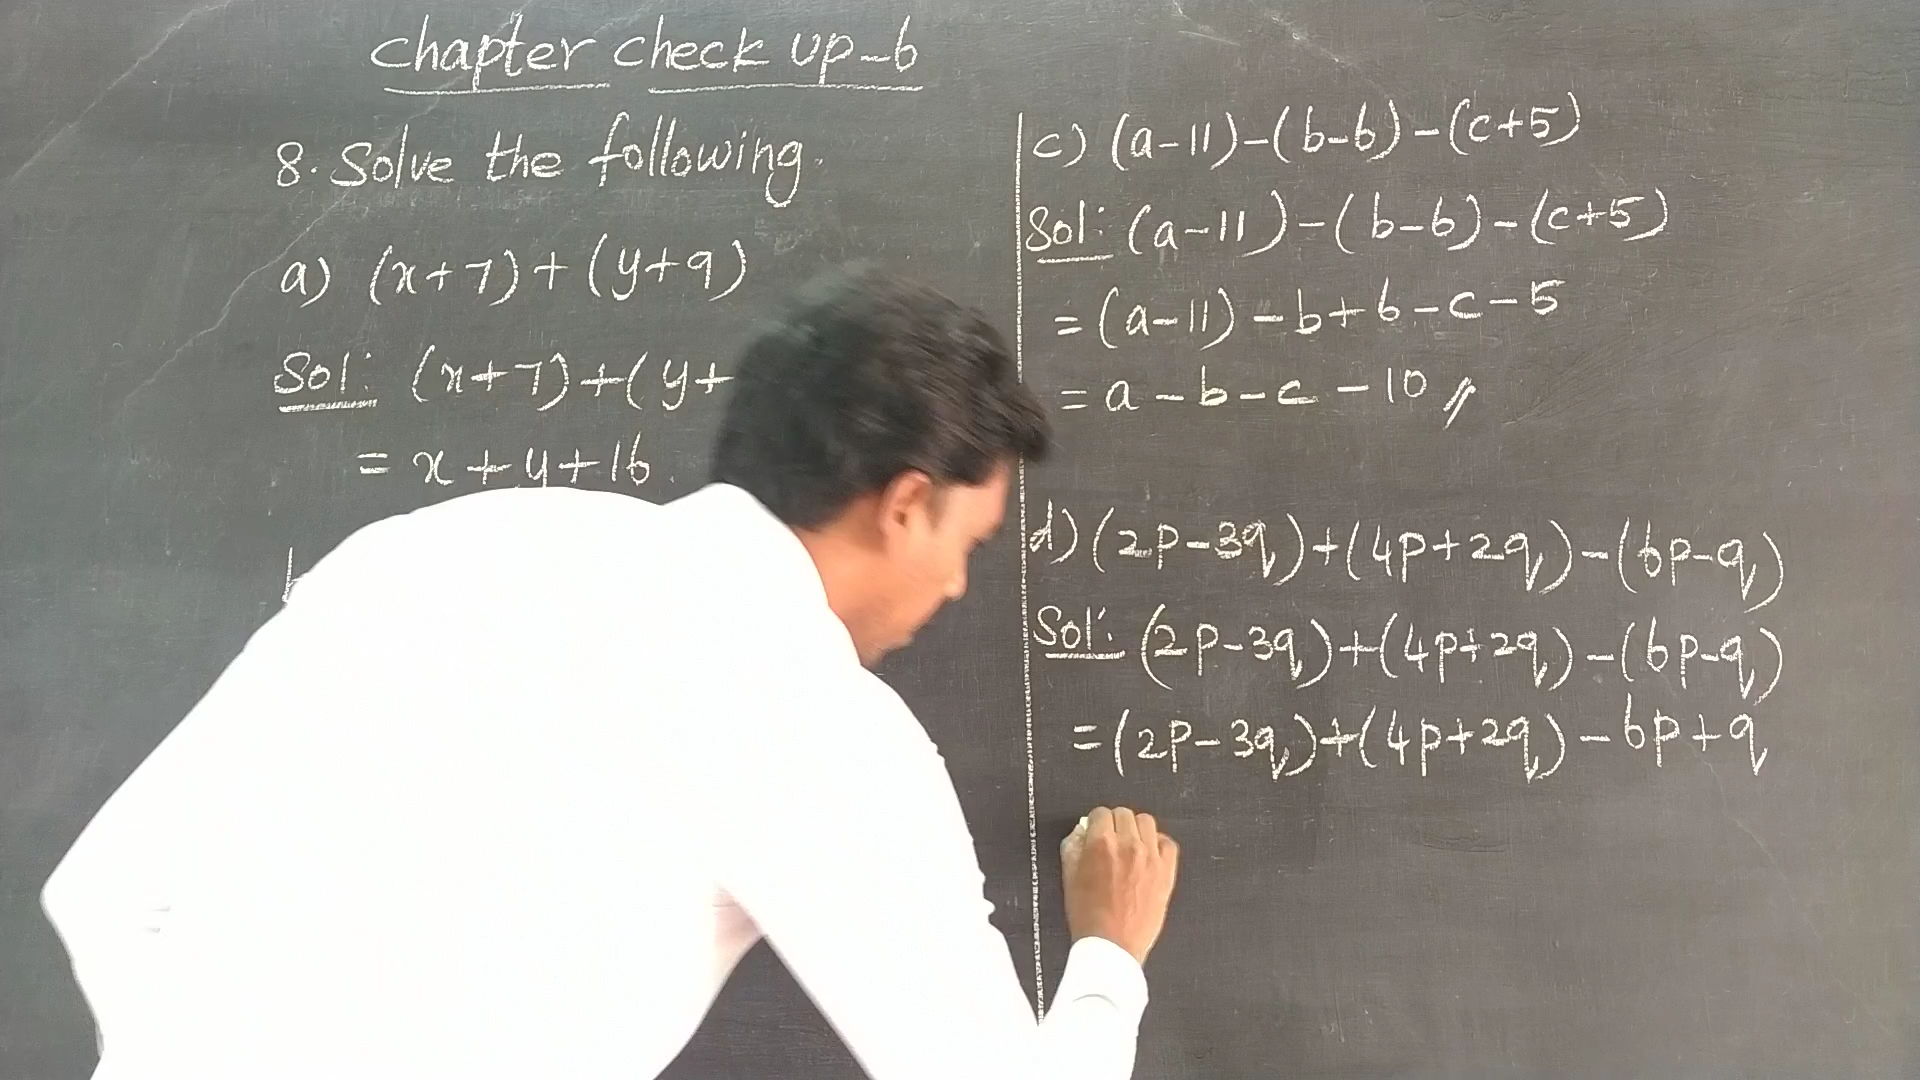 Chapter Check up-6
8. Solve the following.
a) (x+7)+(y+9)
Sol: (x+7)+(y+
= x+y+16
c) (a-11)-(b-6)-(c+5)
Sol: (a-11)-(b-6)-(c+5)
=(a-11)-b+6-c-5
= a-b-c-10
d) (2p-3q)+(4p+2q)-(6p-q)
Sol: (2p-3q)+(4p+2q)-(6p-q)
=(2p-3q)+(4p+2q)-6p+q